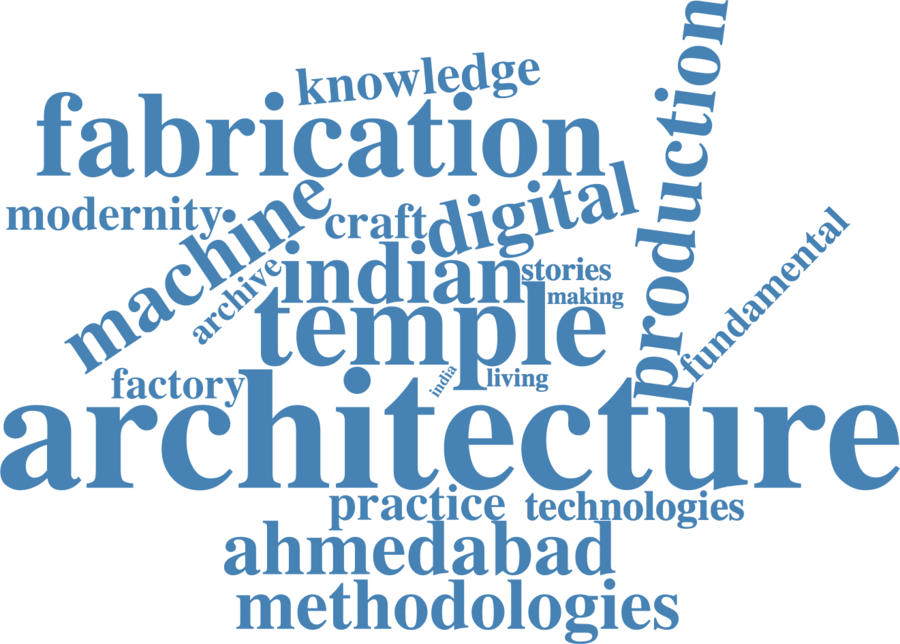 production
knowledge
fabrication
modernity
machine
craft
digital
archive
indian
stories
making
fundamental
temple
factory
india
living
architecture
practice
technologies
ahmedabad
methodologies